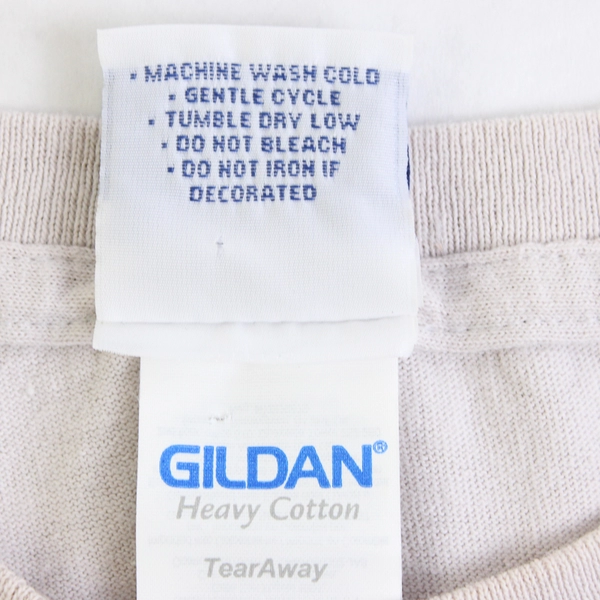 • MACHINE WASH COLD
• GENTLE CYCLE
• TUMBLE DRY LOW
• DO NOT BLEACH
• DO NOT IRON IF
DECORATED
GILDAN®
Heavy Cotton
TearAway